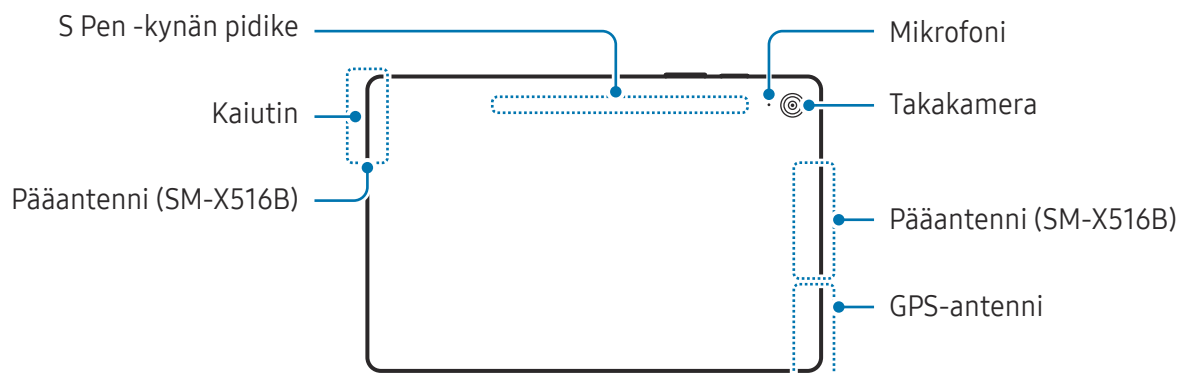 S Pen -kynän pidike
Kaiutin
Pääantenni (SM-X516B)
Mikrofoni
Takakamera
Pääantenni (SM-X516B)
GPS-antenni